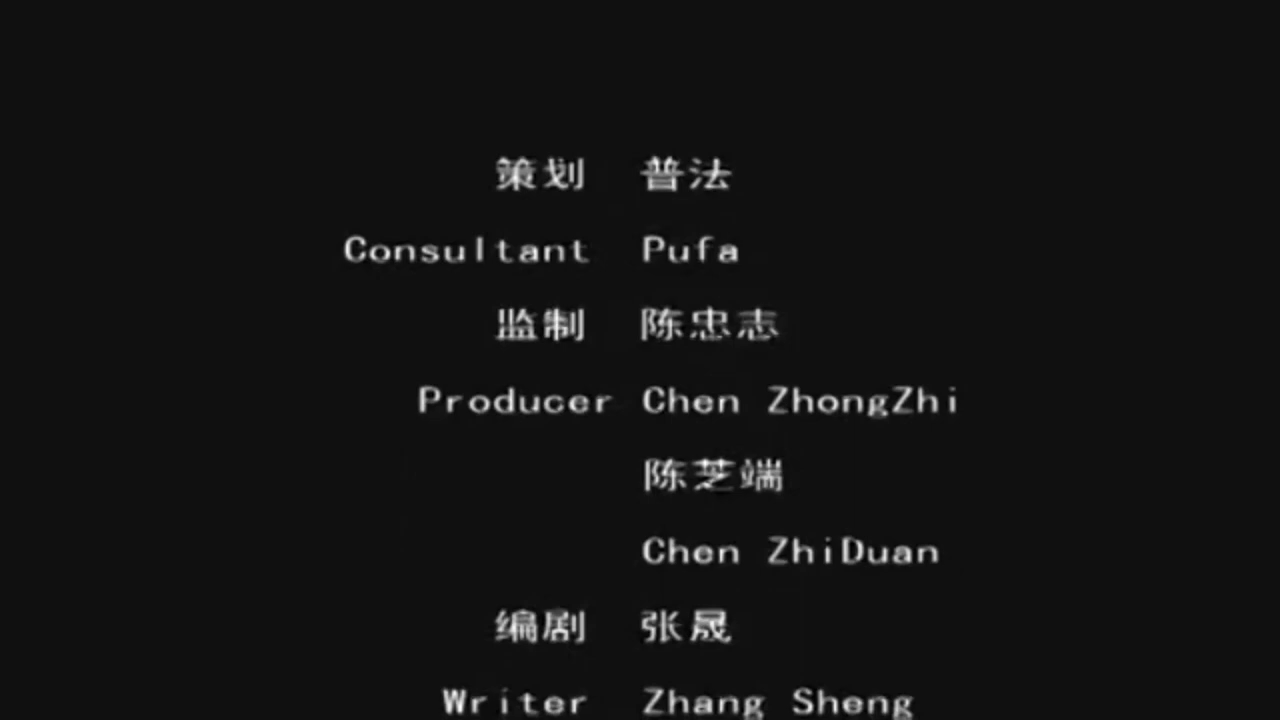 策划 普法
Consultant Pufa
监制 陈忠志
Producer Chen ZhongZhi
陈芝端
Chen ZhiDuan
编剧 张晟
Writer Zhang Sheng